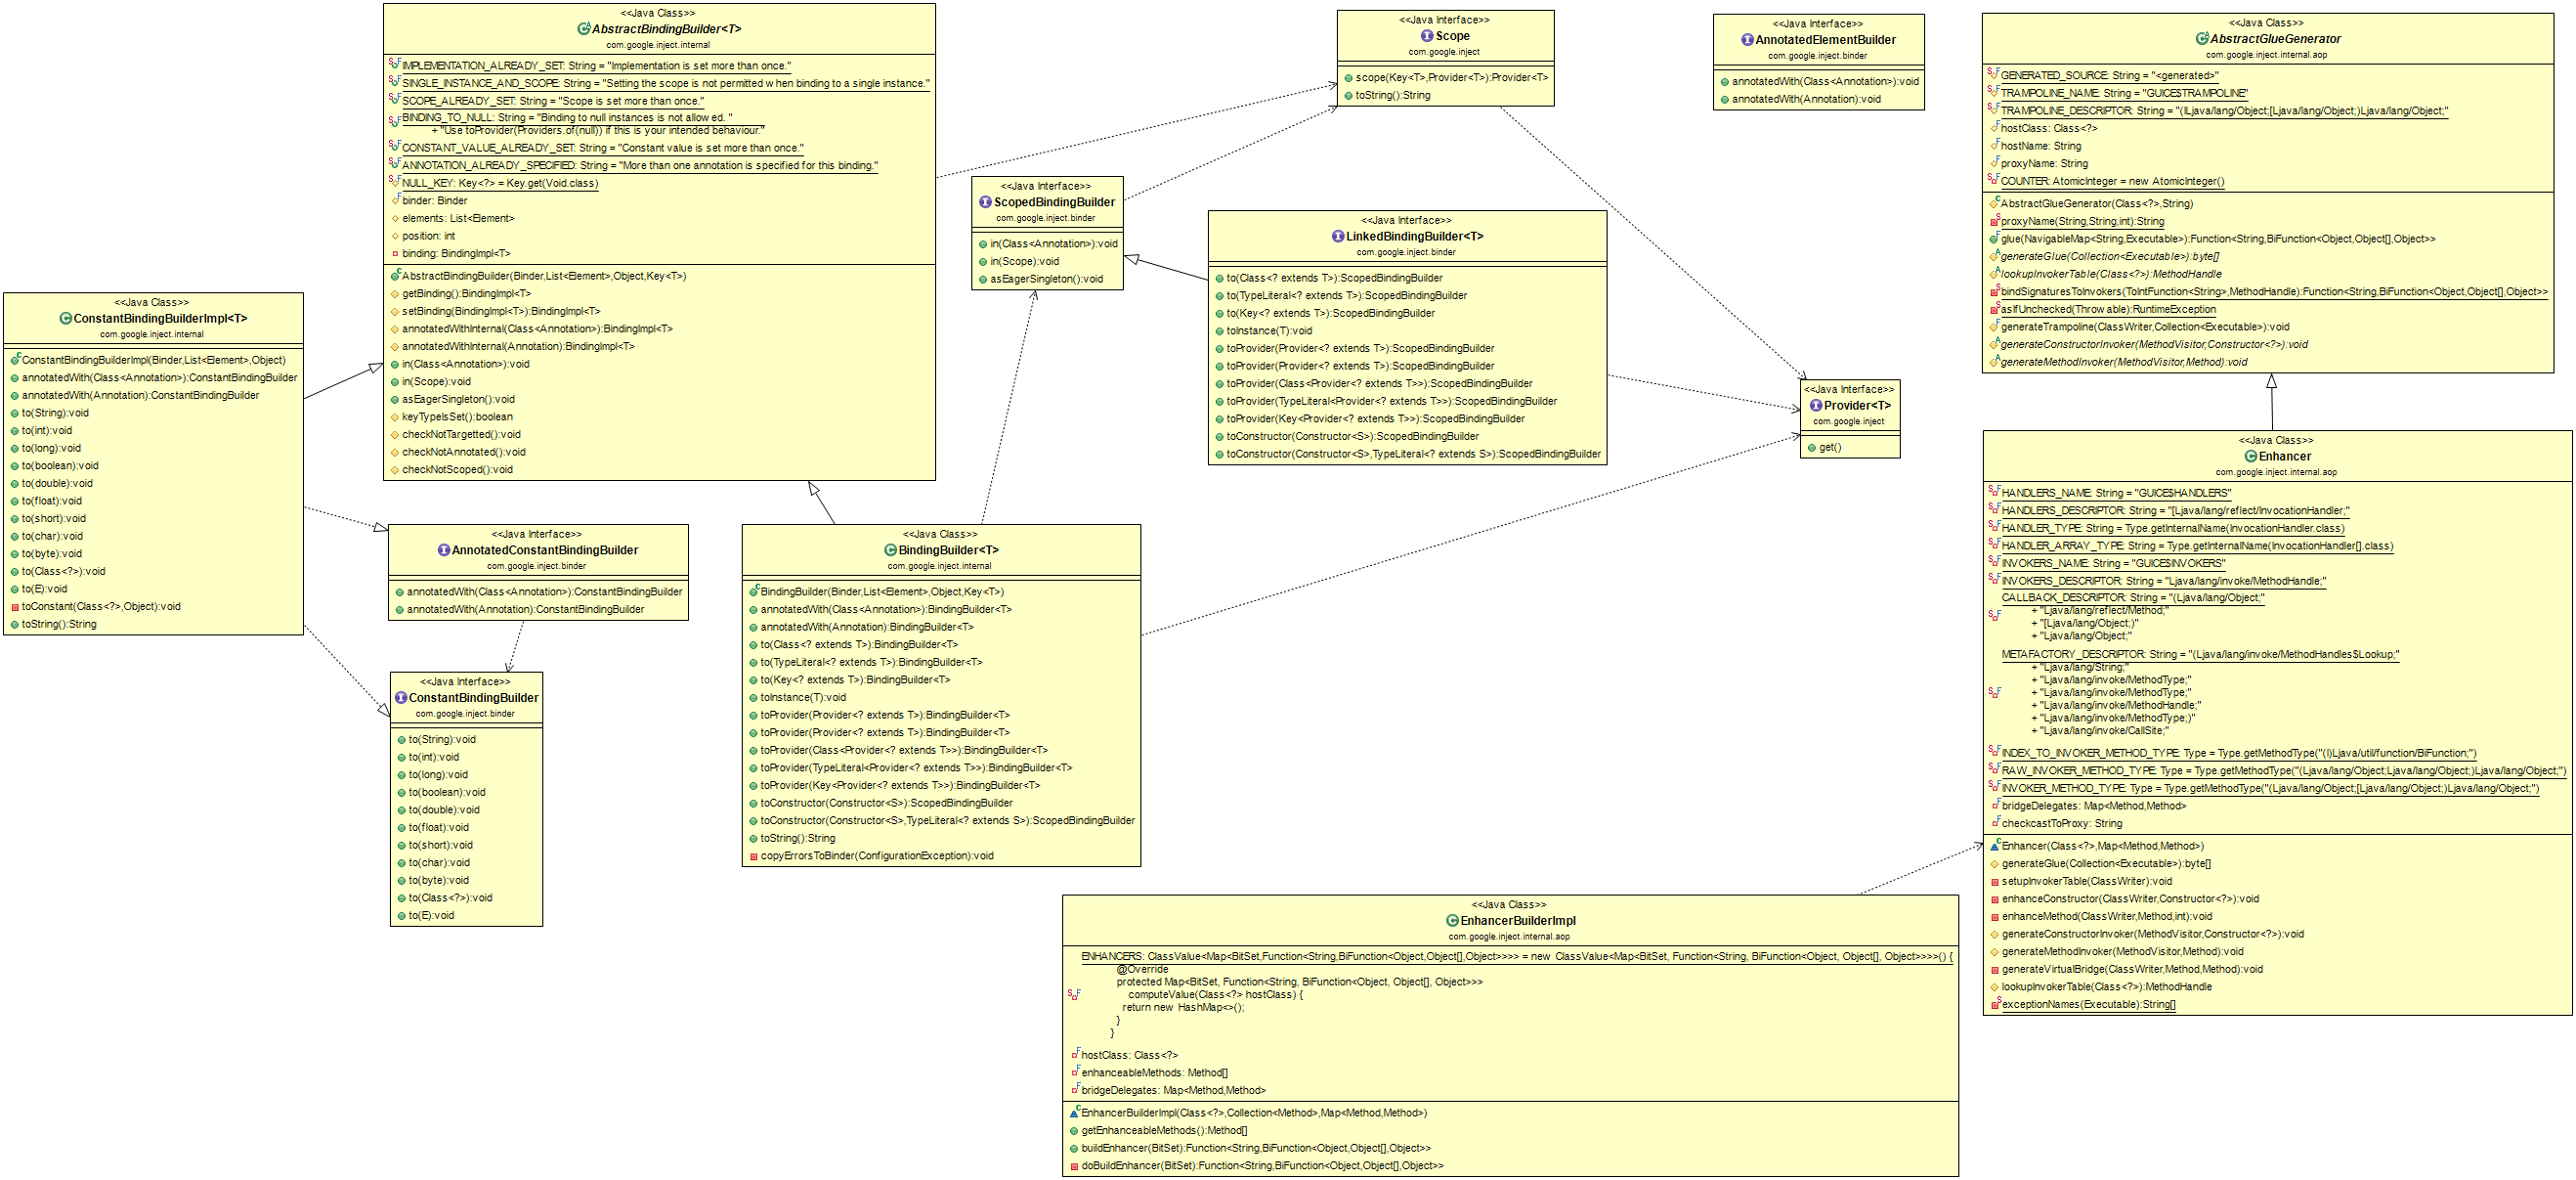 <<Java Class>>
AbstractBindingBuilder<T>
com.google.inject.internal
IMPLEMENTATION_ALREADY_SET: String = "Implementation is set more than once."
SINGLE_INSTANCE_AND_SCOPE: String = "Setting the scope is not permitted when binding to a single instance."
SCOPE_ALREADY_SET: String = "Scope is set more than once."
BINDING_TO_NULL: String = "Binding to null instances is not allowed. "
+ "Use toProvider(Providers.of(null)) if this is your intended behaviour."
CONSTANT_VALUE_ALREADY_SET: String = "Constant value is set more than once."
ANNOTATION_ALREADY_SPECIFIED: String = "More than one annotation is specified for this binding."
NULL_KEY: Key<?> = Key.get(Void.class)
binder: Binder
elements: List<Element>
position: int
binding: BindingImpl<T>
AbstractBindingBuilder(Binder,List<Element>,Object,Key<T>)
getBinding():BindingImpl<T>
setBinding(BindingImpl<T>):BindingImpl<T>
annotatedWithInternal(Class<Annotation>):BindingImpl<T>
annotatedWithInternal(Annotation):BindingImpl<T>
in(Class<Annotation>):void
in(Scope):void
asEagerSingleton():void
keyTypeIsSet():boolean
checkNotTargetted():void
checkNotAnnotated():void
checkNotScoped():void
<<Java Interface>>
Scope
com.google.inject
scope(Key<T>,Provider<T>):Provider<T>
toString():String
<<Java Interface>>
AnnotatedElementBuilder
com.google.inject.binder
annotatedWith(Class<Annotation>):void
annotatedWith(Annotation):void
<<Java Class>>
AbstractGlueGenerator
com.google.inject.internal.aop
GENERATED_SOURCE: String = "<generated>"
TRAMPOLINE_NAME: String = "GUICE$TRAMPOLINE"
TRAMPOLINE_DESCRIPTOR: String = "(ILjava/lang/Object;[Ljava/lang/Object;)Ljava/lang/Object;"
hostClass: Class<?>
hostName: String
proxyName: String
COUNTER: AtomicInteger = new AtomicInteger()
AbstractGlueGenerator(Class<?>,String)
proxyName(String,String,int):String
glue(NavigableMap<String,Executable>):Function<String,BiFunction<Object,Object[],Object>>
generateGlue(Collection<Executable>):byte[]
lookupInvokerTable(Class<?>):MethodHandle
bindSignaturesToInvokers(ToIntFunction<String>,MethodHandle):Function<String,BiFunction<Object,Object[],Object>>
asIfUnchecked(Throwable):RuntimeException
generateTrampoline(ClassWriter,Collection<Executable>):void
generateConstructorInvoker(MethodVisitor,Constructor<?>):void
generateMethodInvoker(MethodVisitor,Method):void
<<Java Interface>>
ScopedBindingBuilder
com.google.inject.binder
in(Class<Annotation>):void
in(Scope):void
asEagerSingleton():void
<<Java Interface>>
LinkedBindingBuilder<T>
com.google.inject.binder
to(Class<? extends T>):ScopedBindingBuilder
to(TypeLiteral<? extends T>):ScopedBindingBuilder
to(Key<? extends T>):ScopedBindingBuilder
toInstance(T):void
toProvider(Provider<? extends T>):ScopedBindingBuilder
toProvider(Provider<? extends T>):ScopedBindingBuilder
toProvider(Class<Provider<? extends T>>):ScopedBindingBuilder
toProvider(TypeLiteral<Provider<? extends T>>):ScopedBindingBuilder
toProvider(Key<Provider<? extends T>>):ScopedBindingBuilder
toConstructor(Constructor<S>):ScopedBindingBuilder
toConstructor(Constructor<S>,TypeLiteral<? extends S>):ScopedBindingBuilder
<<Java Class>>
ConstantBindingBuilderImpl<T>
com.google.inject.internal
ConstantBindingBuilderImpl(Binder,List<Element>,Object)
annotatedWith(Class<Annotation>):ConstantBindingBuilder
annotatedWith(Annotation):ConstantBindingBuilder
to(String):void
to(int):void
to(long):void
to(boolean):void
to(double):void
to(float):void
to(short):void
to(char):void
to(byte):void
to(Class<?>):void
to(E):void
toConstant(Class<?>,Object):void
toString():String
<<Java Interface>>
Provider<T>
com.google.inject
get()
<<Java Class>>
Enhancer
com.google.inject.internal.aop
HANDLERS_NAME: String = "GUICE$HANDLERS"
HANDLERS_DESCRIPTOR: String = "[Ljava/lang/reflect/InvocationHandler;"
HANDLER_TYPE: String = Type.getInternalName(InvocationHandler.class)
HANDLER_ARRAY_TYPE: String = Type.getInternalName(InvocationHandler[].class)
INVOKERS_NAME: String = "GUICE$INVOKERS"
INVOKERS_DESCRIPTOR: String = "Ljava/lang/invoke/MethodHandle;"
CALLBACK_DESCRIPTOR: String = "(Ljava/lang/Object;"
+ "Ljava/lang/reflect/Method;"
+ "[Ljava/lang/Object;)"
+ "Ljava/lang/Object;"
METAFACTORY_DESCRIPTOR: String = "(Ljava/lang/invoke/MethodHandles$Lookup;"
+ "Ljava/lang/String;"
+ "Ljava/lang/invoke/MethodType;"
+ "Ljava/lang/invoke/MethodType;"
+ "Ljava/lang/invoke/MethodHandle;"
+ "Ljava/lang/invoke/MethodType;)"
+ "Ljava/lang/invoke/CallSite;"
INDEX_TO_INVOKER_METHOD_TYPE: Type = Type.getMethodType("(I)Ljava/util/function/BiFunction;")
RAW_INVOKER_METHOD_TYPE: Type = Type.getMethodType("(Ljava/lang/Object;Ljava/lang/Object;)Ljava/lang/Object;")
INVOKER_METHOD_TYPE: Type = Type.getMethodType("(Ljava/lang/Object;[Ljava/lang/Object;)Ljava/lang/Object;")
bridgeDelegates: Map<Method,Method>
checkcastToProxy: String
Enhancer(Class<?>,Map<Method,Method>)
generateGlue(Collection<Executable>):byte[]
setupInvokerTable(ClassWriter):void
enhanceConstructor(ClassWriter,Constructor<?>):void
enhanceMethod(ClassWriter,Method,int):void
generateConstructorInvoker(MethodVisitor,Constructor<?>):void
generateMethodInvoker(MethodVisitor,Method):void
generateVirtualBridge(ClassWriter,Method,Method):void
lookupInvokerTable(Class<?>):MethodHandle
exceptionNames(Executable):String[]
<<Java Interface>>
AnnotatedConstantBindingBuilder
com.google.inject.binder
annotatedWith(Class<Annotation>):ConstantBindingBuilder
annotatedWith(Annotation):ConstantBindingBuilder
<<Java Class>>
BindingBuilder<T>
com.google.inject.internal
BindingBuilder(Binder,List<Element>,Object,Key<T>)
annotatedWith(Class<Annotation>):BindingBuilder<T>
annotatedWith(Annotation):BindingBuilder<T>
to(Class<? extends T>):BindingBuilder<T>
to(TypeLiteral<? extends T>):BindingBuilder<T>
to(Key<? extends T>):BindingBuilder<T>
toInstance(T):void
toProvider(Provider<? extends T>):BindingBuilder<T>
toProvider(Provider<? extends T>):BindingBuilder<T>
toProvider(Class<Provider<? extends T>>):BindingBuilder<T>
toProvider(TypeLiteral<Provider<? extends T>>):BindingBuilder<T>
toProvider(Key<Provider<? extends T>>):BindingBuilder<T>
toConstructor(Constructor<S>):ScopedBindingBuilder
toConstructor(Constructor<S>,TypeLiteral<? extends S>):ScopedBindingBuilder
toString():String
copyErrorsToBinder(ConfigurationException):void
<<Java Interface>>
ConstantBindingBuilder
com.google.inject.binder
to(String):void
to(int):void
to(long):void
to(boolean):void
to(double):void
to(float):void
to(short):void
to(char):void
to(byte):void
to(Class<?>):void
to(E):void
<<Java Class>>
EnhancerBuilderImpl
com.google.inject.internal.aop
ENHANCERS: ClassValue<Map<BitSet,Function<String,BiFunction<Object,Object[],Object>>>> = new ClassValue<Map<BitSet, Function<String, BiFunction<Object, Object[], Object>>>>() {
@Override
protected Map<BitSet, Function<String, BiFunction<Object, Object[], Object>>>
computeValue(Class<?> hostClass) {
return new HashMap<>();
}
}
hostClass: Class<?>
enhanceableMethods: Method[]
bridgeDelegates: Map<Method,Method>
EnhancerBuilderImpl(Class<?>,Collection<Method>,Map<Method,Method>)
getEnhanceableMethods():Method[]
buildEnhancer(BitSet):Function<String,BiFunction<Object,Object[],Object>>
doBuildEnhancer(BitSet):Function<String,BiFunction<Object,Object[],Object>>